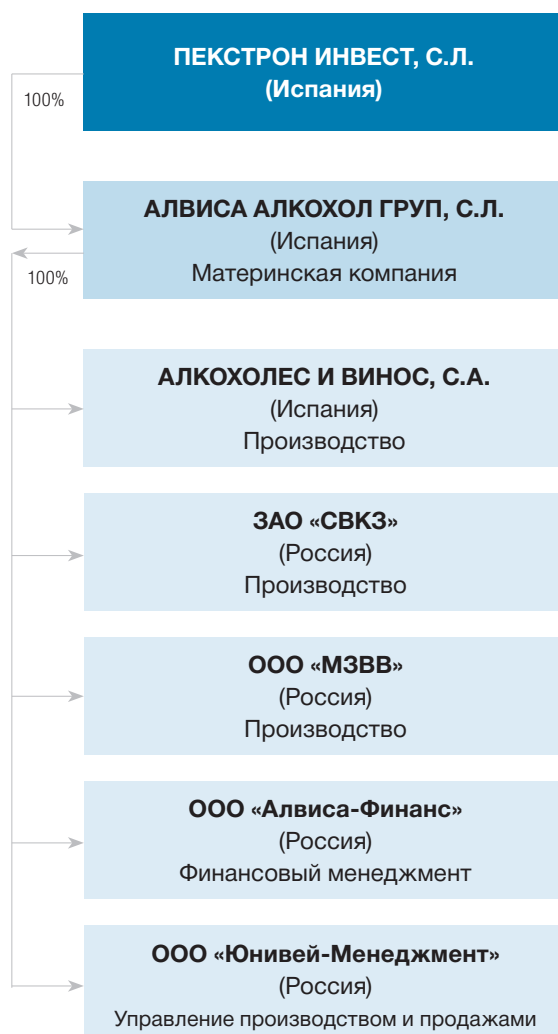 ПЕКСТРОН ИНВЕСТ, С.Л.
(Испания)
100%
АЛВИСА АЛКОХОЛ ГРУП, С.Л.
(Испания)
Материнская компания
100%
АЛКОХОЛЕС И ВИНОС, С.А.
(Испания)
Производство
ЗАО «СВКЗ»
(Россия)
Производство
ООО «МЗВВ»
(Россия)
Производство
ООО «Алвиса-Финанс»
(Россия)
Финансовый менеджмент
ООО «Юнивей-Менеджмент»
(Россия)
Управление производством и продажами